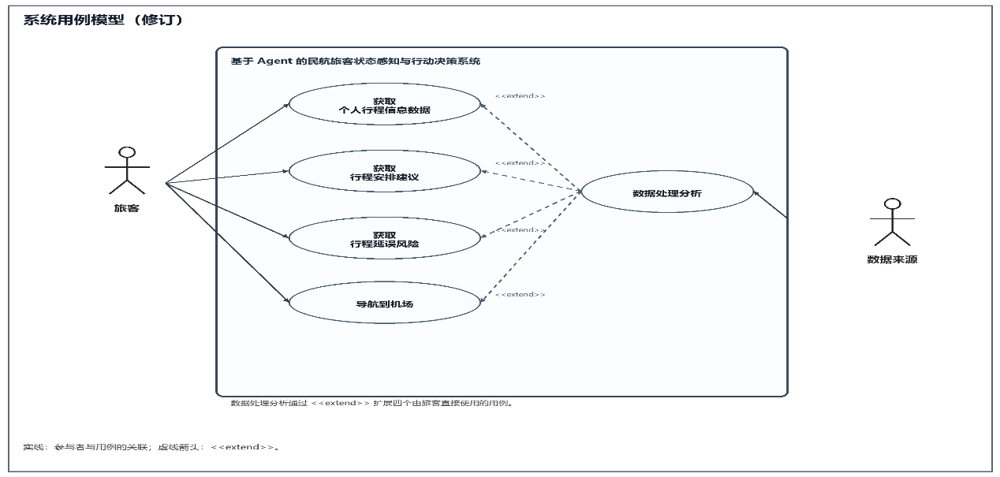 系统用例模型（修订）
基于 Agent 的民航旅客状态感知与行动决策系统
获取
个人行程信息数据
<<extend>>
获取
行程安排建议
<<extend>>
数据处理分析
旅客
获取
行程延误风险
<<extend>>
数据来源
导航到机场
<<extend>>
数据处理分析通过 <<extend>> 扩展四个由旅客直接使用的用例。
实线：参与者与用例的关联；虚线箭头：<<extend>>。